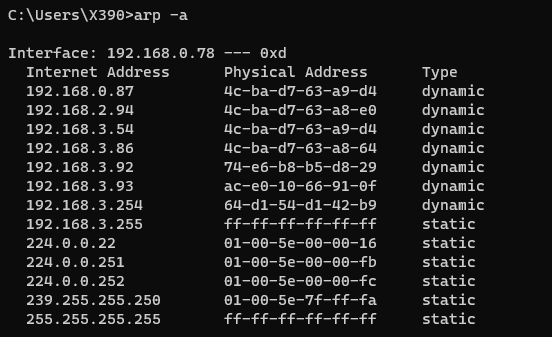 C:\Users\X390>arp -a
Interface: 192.168.0.78 --- 0xd
Internet Address Physical Address Type
192.168.0.87 4c-ba-d7-63-a9-d4 dynamic
192.168.2.94 4c-ba-d7-63-a8-e0 dynamic
192.168.3.54 4c-ba-d7-63-a9-d4 dynamic
192.168.3.86 4c-ba-d7-63-a8-64 dynamic
192.168.3.92 74-e6-b8-b5-d8-29 dynamic
192.168.3.93 ac-e0-10-66-91-0f dynamic
192.168.3.254 64-d1-54-d1-42-b9 dynamic
192.168.3.255 ff-ff-ff-ff-ff-ff static
224.0.0.22 01-00-5e-00-00-16 static
224.0.0.251 01-00-5e-00-00-fb static
224.0.0.252 01-00-5e-00-00-fc static
239.255.255.250 01-00-5e-7f-ff-fa static
255.255.255.255 ff-ff-ff-ff-ff-ff static